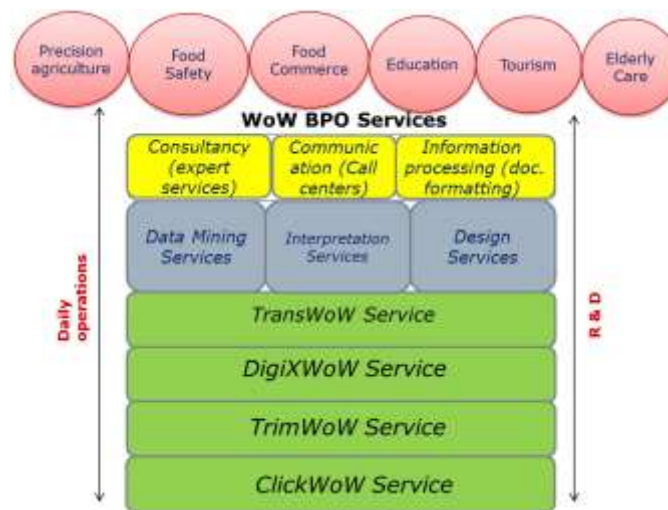 Precision
agriculture
Food
Safety
Food
Commerce
Education
Tourism
Elderly
Care
WoW BPO Services
Consultancy
(expert
services)
Communic
ation (Call
centers)
Information
processing (doc.
formatting)
Data Mining
Services
Interpretation
Services
Design
Services
Daily
operations
R & D
TransWoW Service
DigiXWoW Service
TrimWoW Service
ClickWoW Service